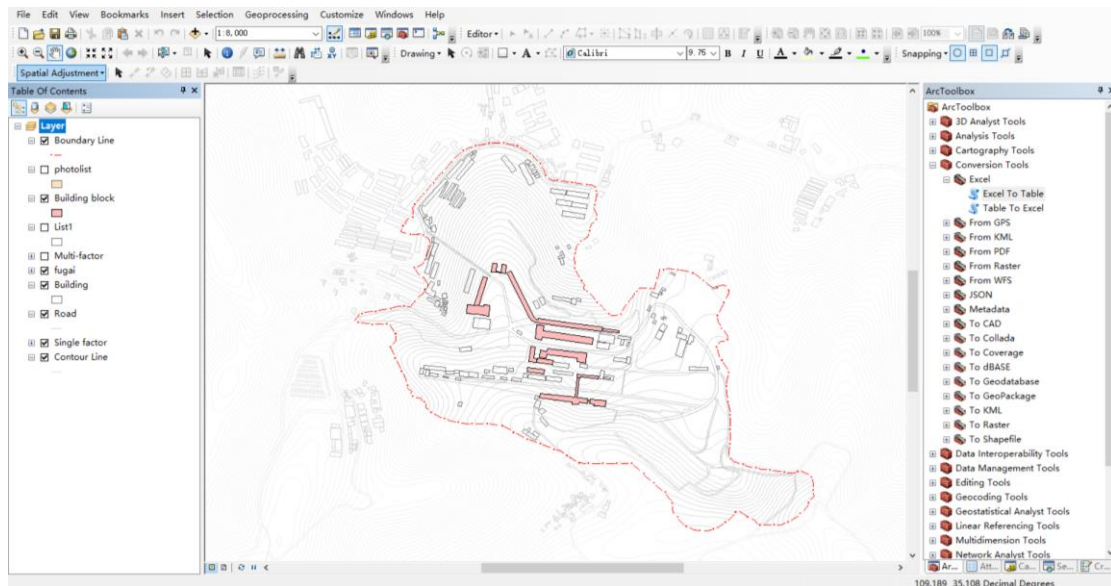 File Edit View Bookmarks Insert Selection Geoprocessing Customize Windows Help
1:8,000 Editor 100%
Drawing A Calibri 9.75 B I U A Snapping
Spatial Adjustment
Table Of Contents
Layer
Boundary Line
photolist
Building block
List1
Multi-factor
fugai
Building
Road
Single factor
Contour Line
ArcToolbox
ArcToolbox
3D Analyst Tools
Analysis Tools
Cartography Tools
Conversion Tools
Excel
Excel To Table
Table To Excel
From GPS
From KML
From PDF
From Raster
From WFS
JSON
Metadata
To CAD
To Collada
To Coverage
To dBASE
To Geodatabase
To GeoPackage
To KML
To Raster
To Shapefile
Data Interoperability Tools
Data Management Tools
Editing Tools
Geocoding Tools
Geostatistical Analyst Tools
Linear Referencing Tools
Multidimension Tools
Network Analyst Tools
Ar... Att... Ca... Se... Cr...
109.189 35.108 Decimal Degrees